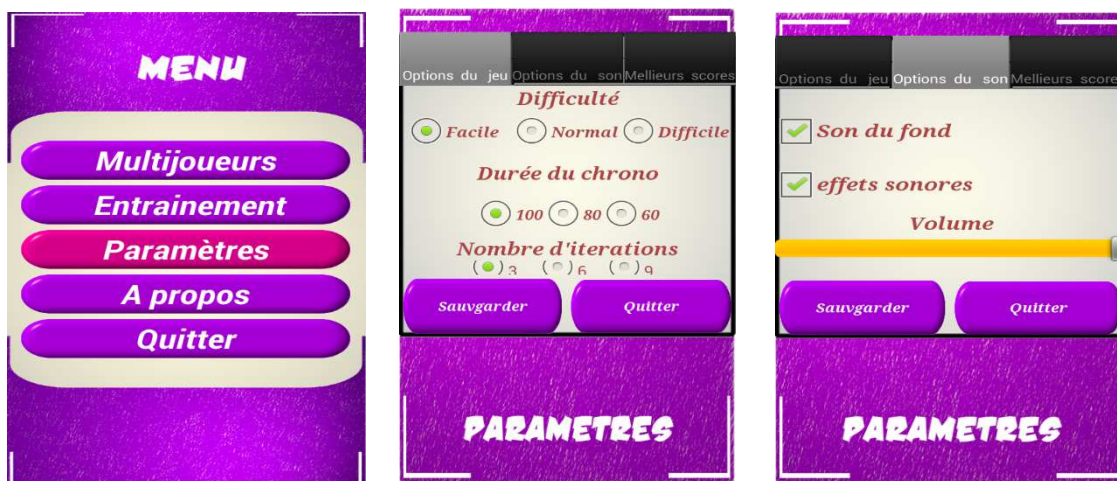 MENU
Multijoueurs
Entrainement
Paramètres
A propos
Quitter
Options du jeu Options du son Mellieurs scores
Difficulté
Facile Normal Difficile
Durée du chrono
100 80 60
Nombre d'iterations
3 6 9
Sauvgarder Quitter
PARAMETRES
Options du jeu Options du son Mellieurs scores
Son du fond
effets sonores
Volume
Sauvgarder Quitter
PARAMETRES